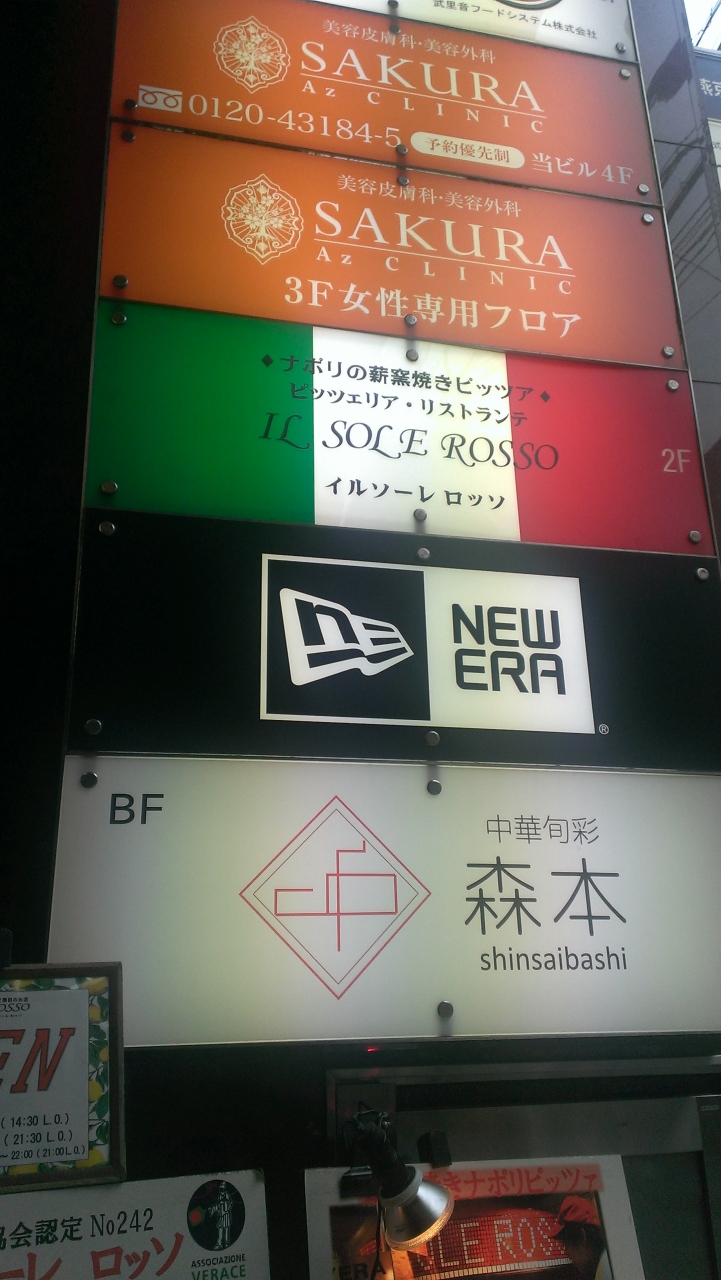 武里音フードシステム株式会社
美容皮膚科·美容外科
SAKURA
Az CLINIC
0120-43184-5 予約優先制 当ビル4F
美容皮膚科·美容外科
SAKURA
Az CLINIC
3F女性専用フロア
◆ナポリの薪窯焼きピッツァ◆
ピッツェリア・リストランテ
IL SOLE ROSSO
2F
イルソーレ ロッソ
NEW
ERA
®
BF
中華旬彩
森本
shinsaibashi
OSSO
EN
( 14:30 L.O.)
( 21:30 L.O.)
~ 22:00 ( 21:00 L.O.)
協会認定 No242
ーレ ロッソ
ASSOCIAZIONE
VERACE
きナポリピッツァ
OLE ROSS
ERA